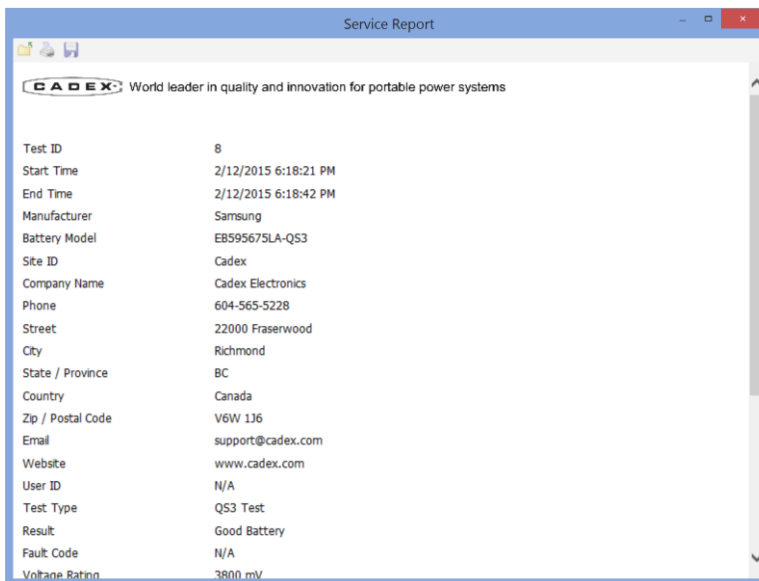 Service Report
CADEX World leader in quality and innovation for portable power systems
Test ID 8
Start Time 2/12/2015 6:18:21 PM
End Time 2/12/2015 6:18:42 PM
Manufacturer Samsung
Battery Model EB595675LA-QS3
Site ID Cadex
Company Name Cadex Electronics
Phone 604-565-5228
Street 22000 Fraserwood
City Richmond
State / Province BC
Country Canada
Zip / Postal Code V6W 1J6
Email support@cadex.com
Website www.cadex.com
User ID N/A
Test Type QS3 Test
Result Good Battery
Fault Code N/A
Voltage Rating 3800 mV